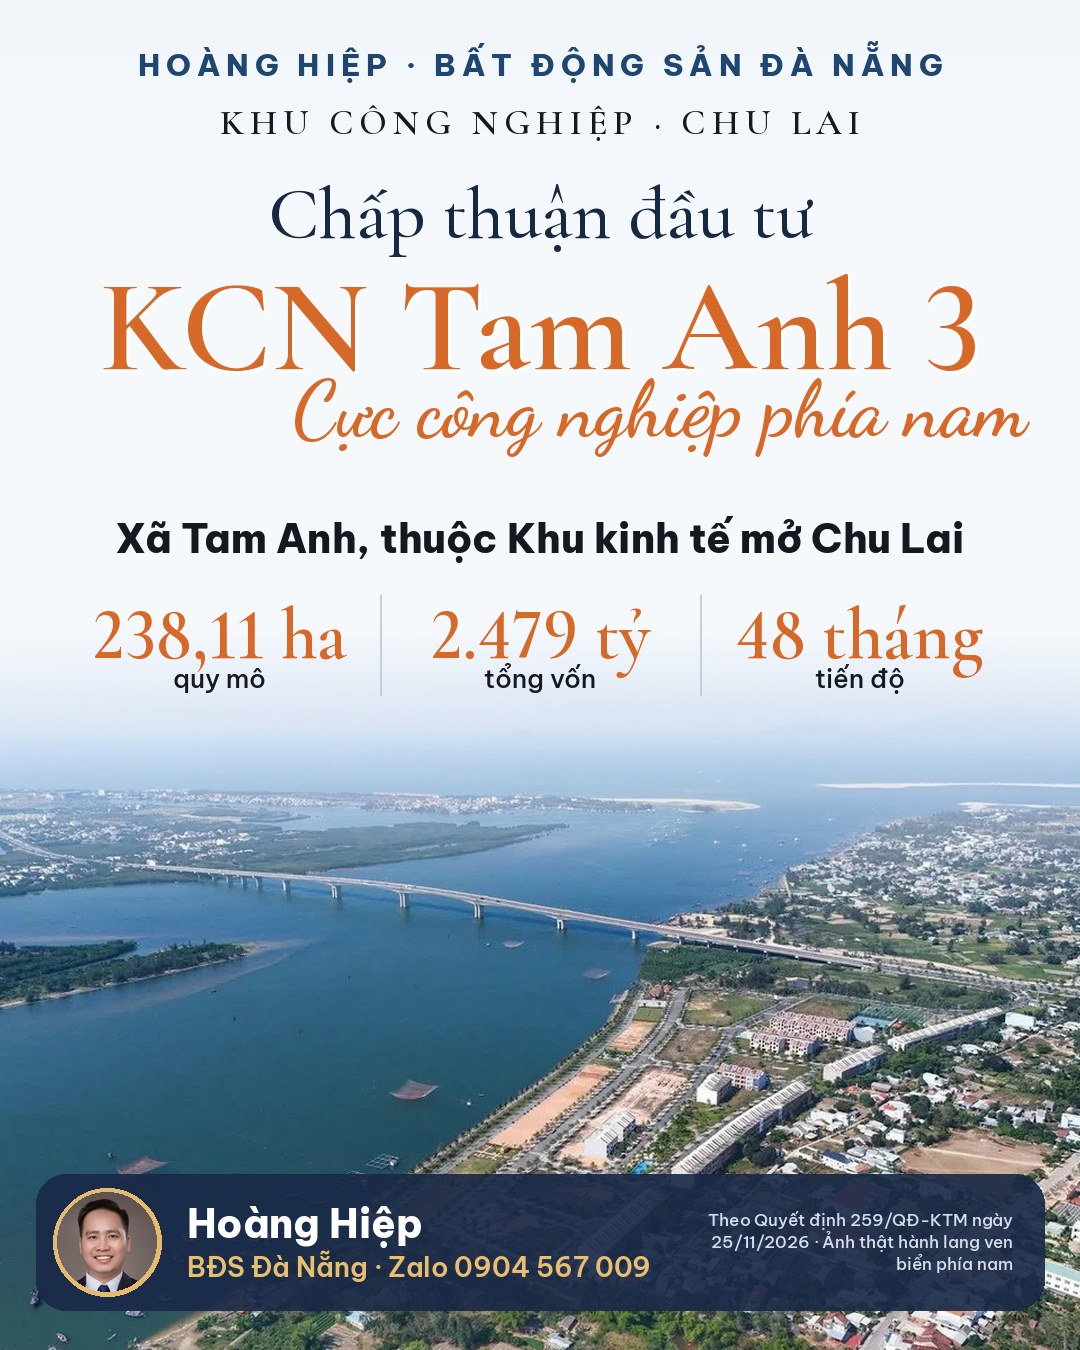 HOÀNG HIỆP · BẤT ĐỘNG SẢN ĐÀ NẴNG
KHU CÔNG NGHIỆP · CHU LAI
Chấp thuận đầu tư
KCN Tam Anh 3
Cực công nghiệp phía nam
Xã Tam Anh, thuộc Khu kinh tế mở Chu Lai
238,11 ha
quy mô
2.479 tỷ
tổng vốn
48 tháng
tiến độ
Hoàng Hiệp
BĐS Đà Nẵng · Zalo 0904 567 009
Theo Quyết định 259/QĐ-KTM ngày
25/11/2026 · Ảnh thật hành lang ven
biển phía nam